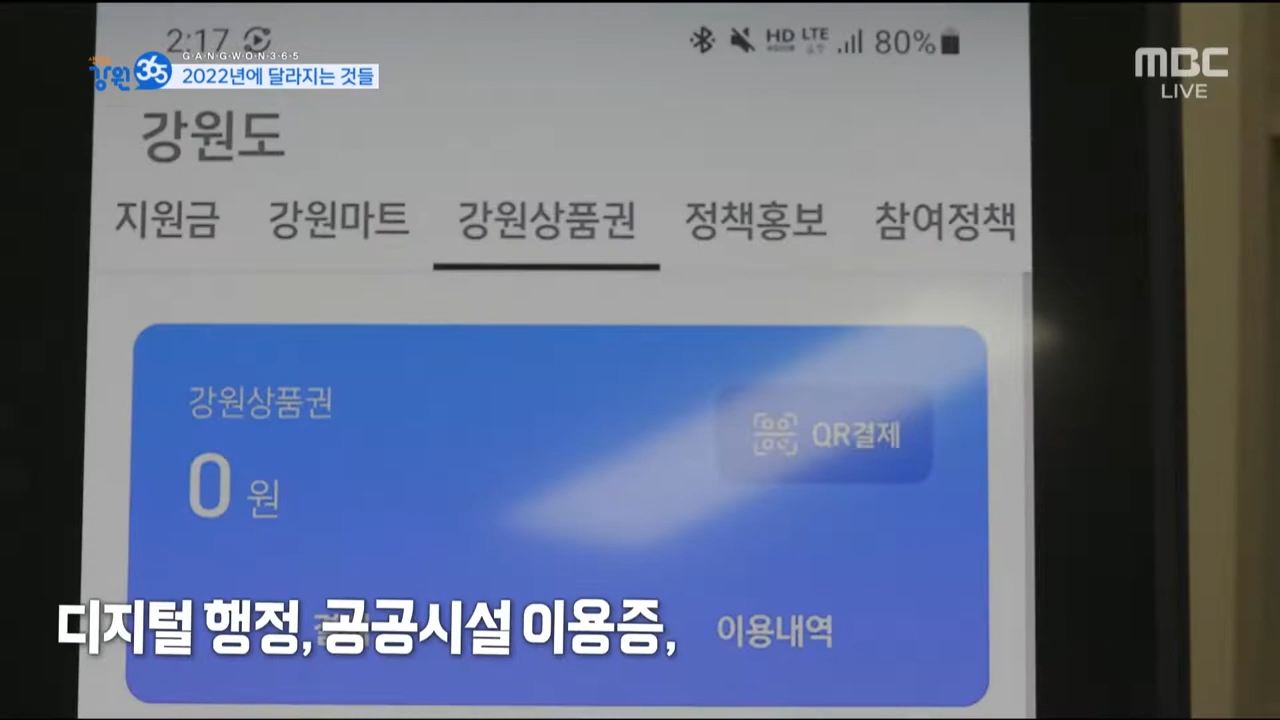 2:17
HD LTE 80%
GANGWON365
강원 365 2022년에 달라지는 것들
MBC
LIVE
강원도
지원금 강원마트 강원상품권 정책홍보 참여정책
강원상품권
QR결제
0 원
디지털 행정, 공공시설 이용증,
이용내역